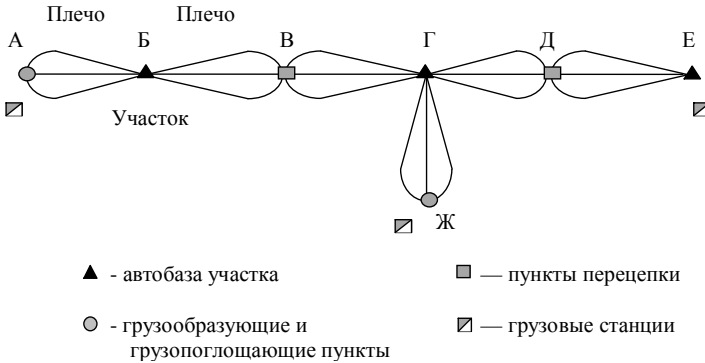 Плечо Плечо
А Б В Г Д Е
Участок
Ж
- автобаза участка
— пункты перецепки
- грузообразующие и
грузопоглощающие пункты
— грузовые станции